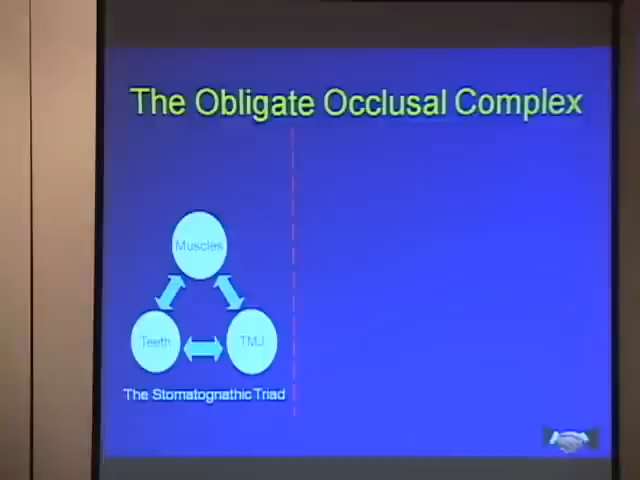 The Obligate Occlusal Complex
Muscles
Teeth
TMJ
The Stomatognathic Triad